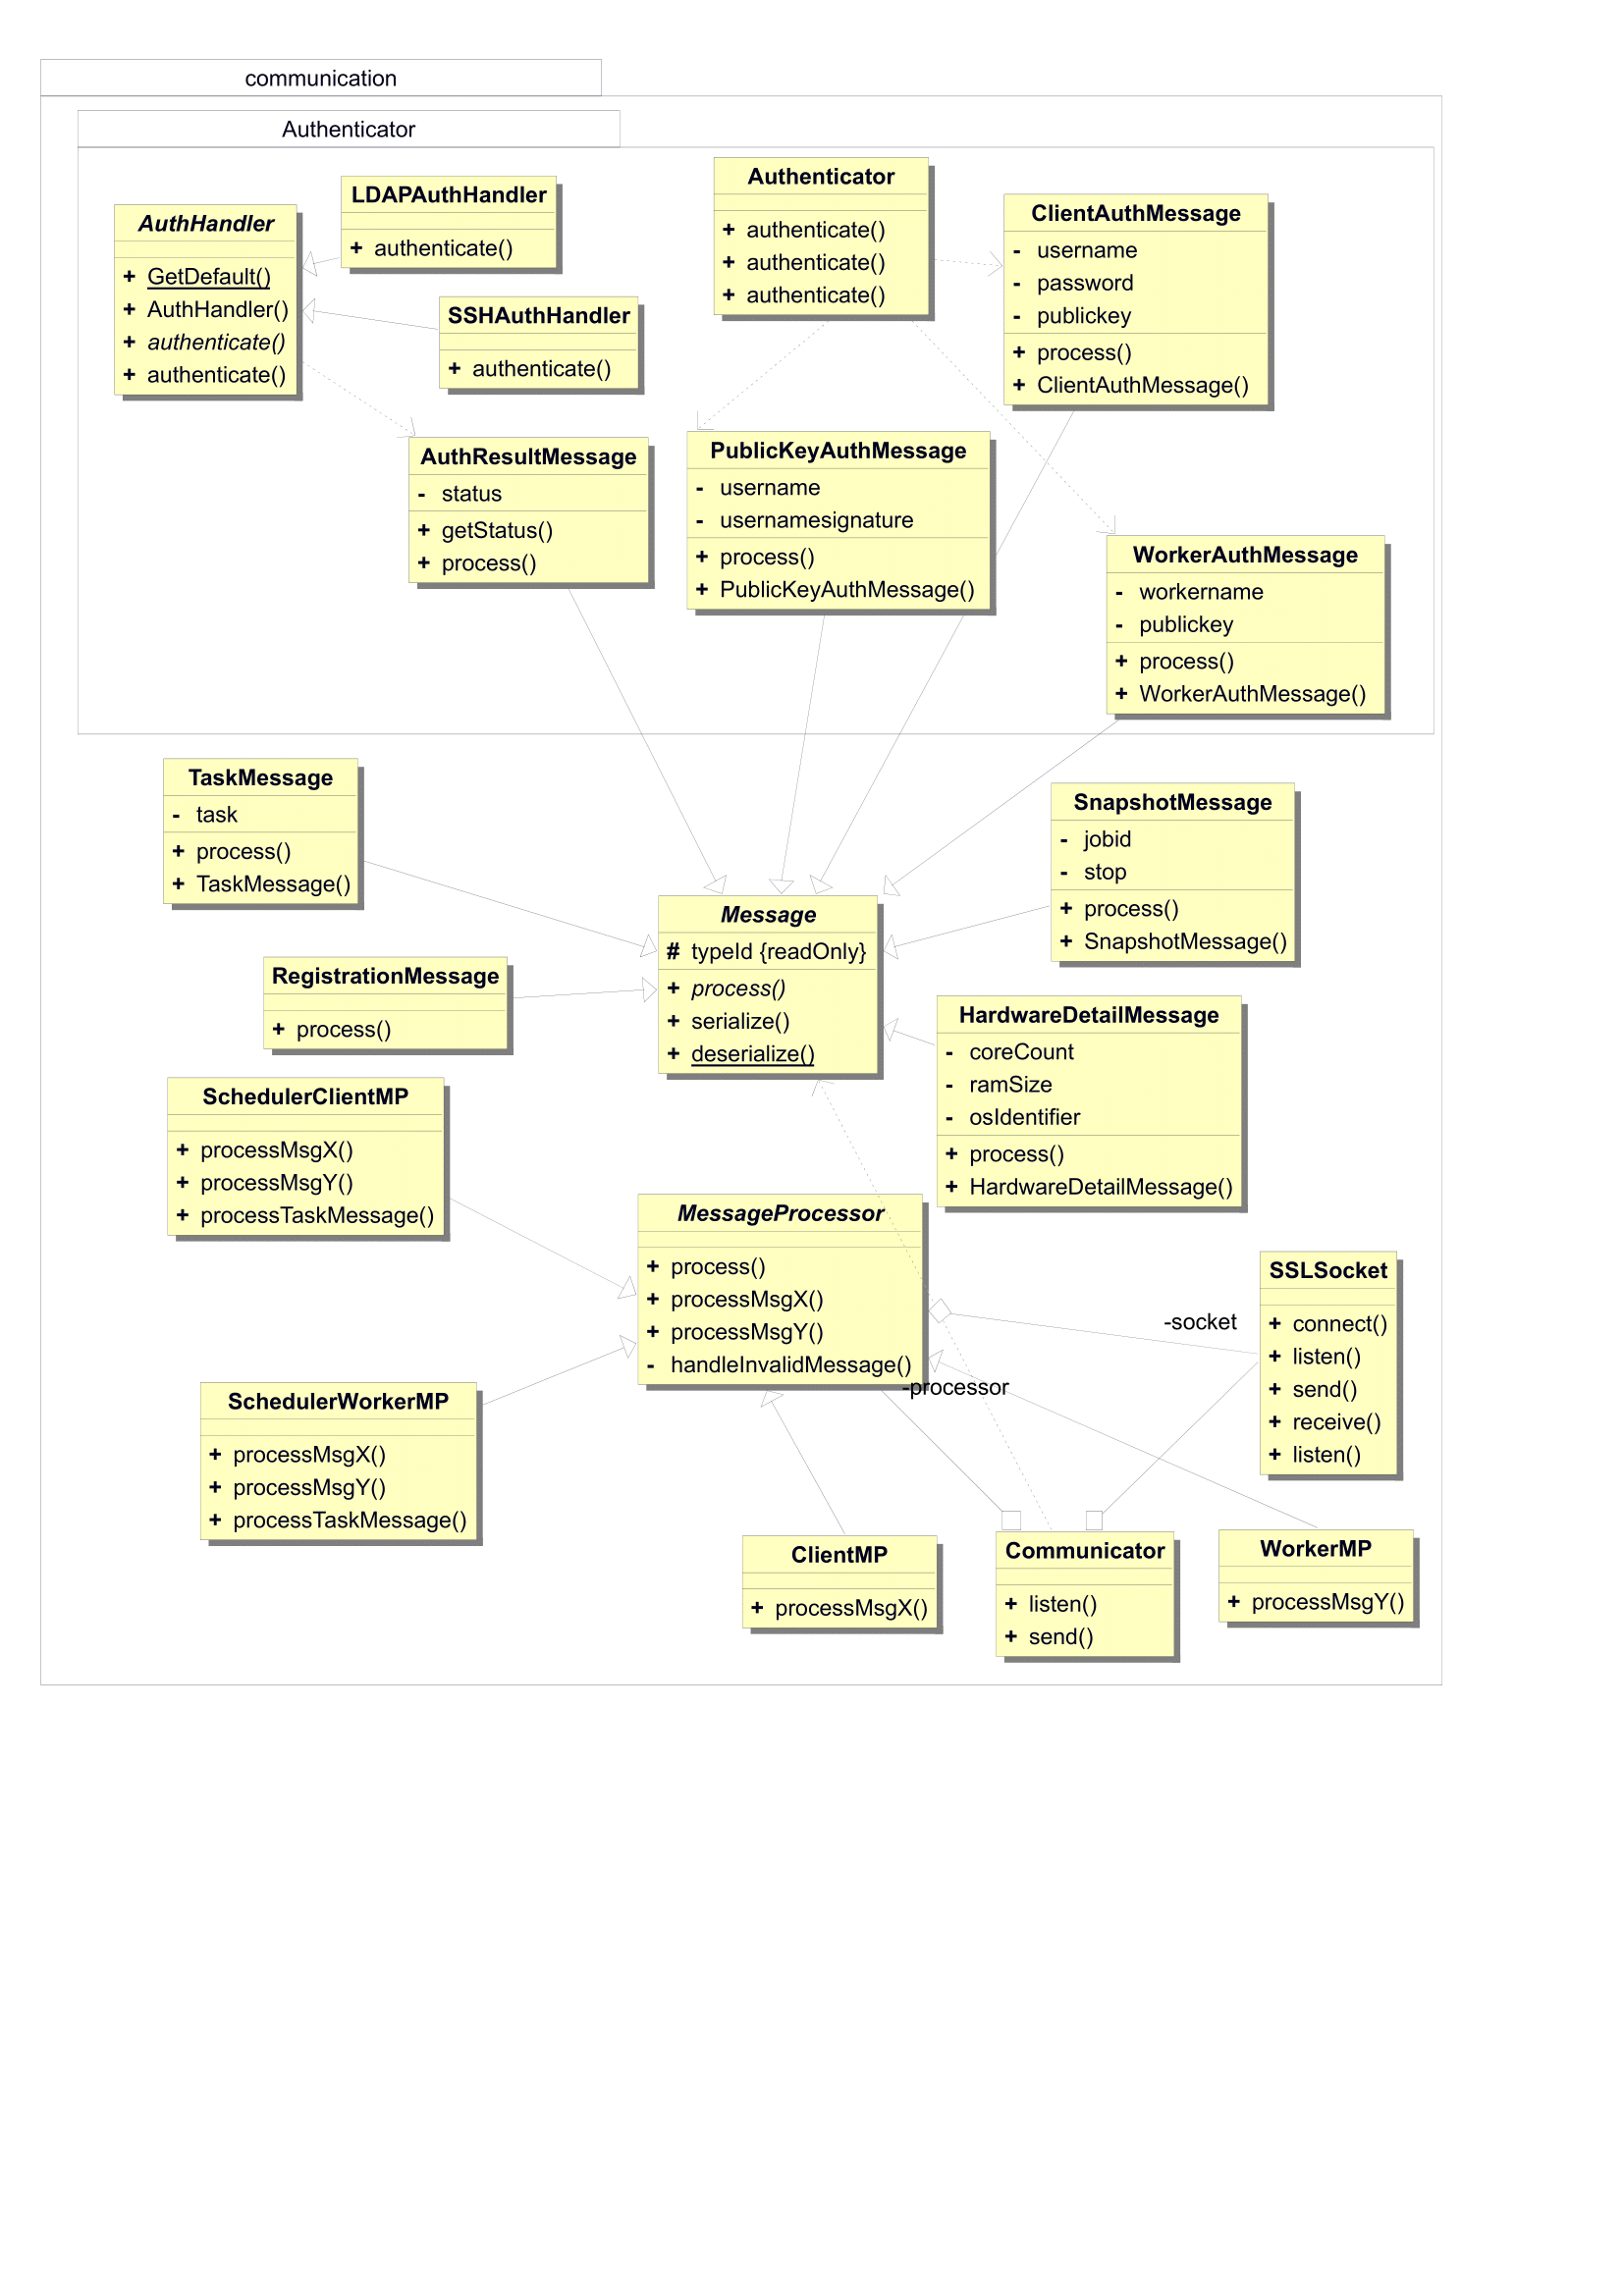 communication
Authenticator
AuthHandler
+ GetDefault()
+ AuthHandler()
+ authenticate()
+ authenticate()
LDAPAuthHandler
+ authenticate()
SSHAuthHandler
+ authenticate()
Authenticator
+ authenticate()
+ authenticate()
+ authenticate()
ClientAuthMessage
- username
- password
- publickey
+ process()
+ ClientAuthMessage()
AuthResultMessage
- status
+ getStatus()
+ process()
PublicKeyAuthMessage
- username
- usernamesignature
+ process()
+ PublicKeyAuthMessage()
WorkerAuthMessage
- workername
- publickey
+ process()
+ WorkerAuthMessage()
TaskMessage
- task
+ process()
+ TaskMessage()
SnapshotMessage
- jobid
- stop
+ process()
+ SnapshotMessage()
Message
# typeId {readOnly}
+ process()
+ serialize()
+ deserialize()
RegistrationMessage
+ process()
HardwareDetailMessage
- coreCount
- ramSize
- osIdentifier
+ process()
+ HardwareDetailMessage()
SchedulerClientMP
+ processMsgX()
+ processMsgY()
+ processTaskMessage()
MessageProcessor
+ process()
+ processMsgX()
+ processMsgY()
- handleInvalidMessage()
SSLSocket
+ connect()
+ listen()
+ send()
+ receive()
+ listen()
-socket
-processor
SchedulerWorkerMP
+ processMsgX()
+ processMsgY()
+ processTaskMessage()
ClientMP
+ processMsgX()
Communicator
+ listen()
+ send()
WorkerMP
+ processMsgY()